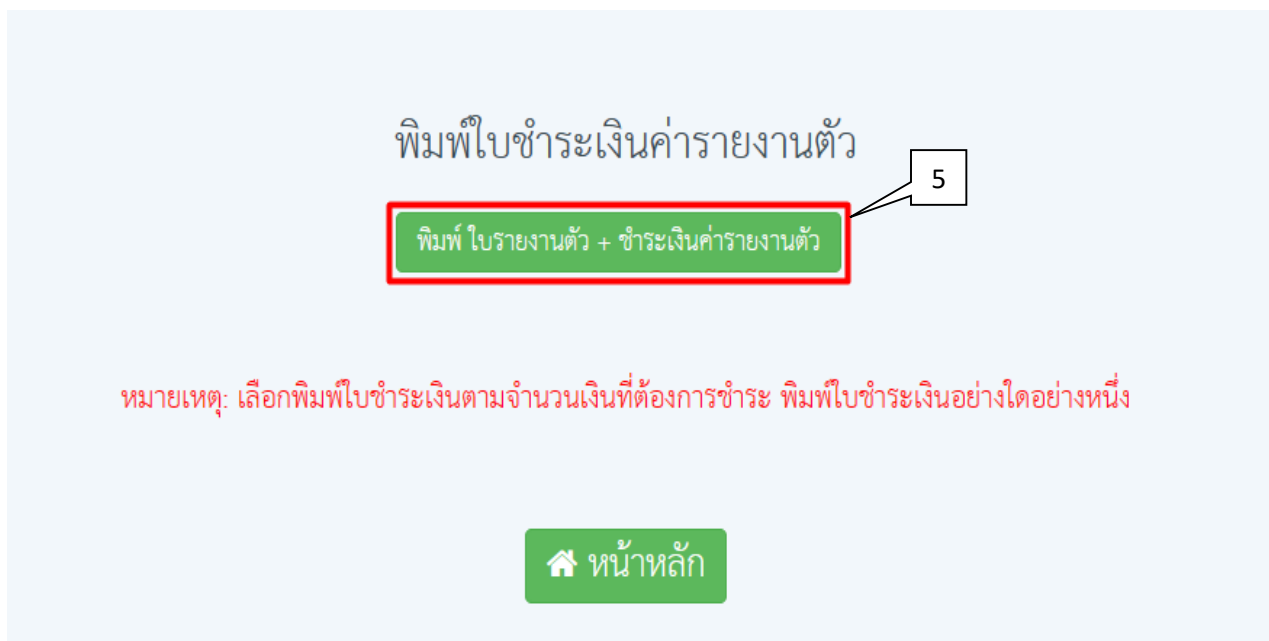 พิมพ์ใบชำระเงินค่ารายงานตัว
5
พิมพ์ ใบรายงานตัว + ชำระเงินค่ารายงานตัว
หมายเหตุ: เลือกพิมพ์ใบชำระเงินตามจำนวนเงินที่ต้องการชำระ พิมพ์ใบชำระเงินอย่างใดอย่างหนึ่ง
หน้าหลัก